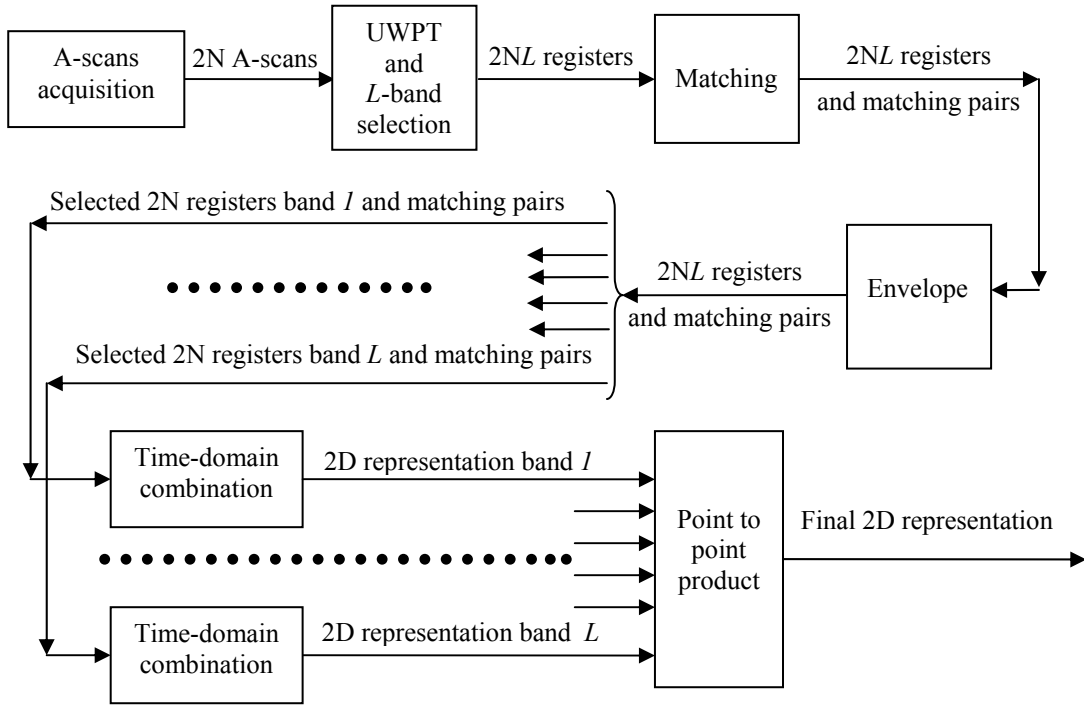 A-scans
acquisition
2N A-scans
UWPT
and
L-band
selection
2NL registers
Matching
2NL registers
and matching pairs
Selected 2N registers band 1 and matching pairs
2NL registers
and matching pairs
Envelope
Selected 2N registers band L and matching pairs
Time-domain
combination
2D representation band 1
Point to
point
product
Final 2D representation
Time-domain
combination
2D representation band L